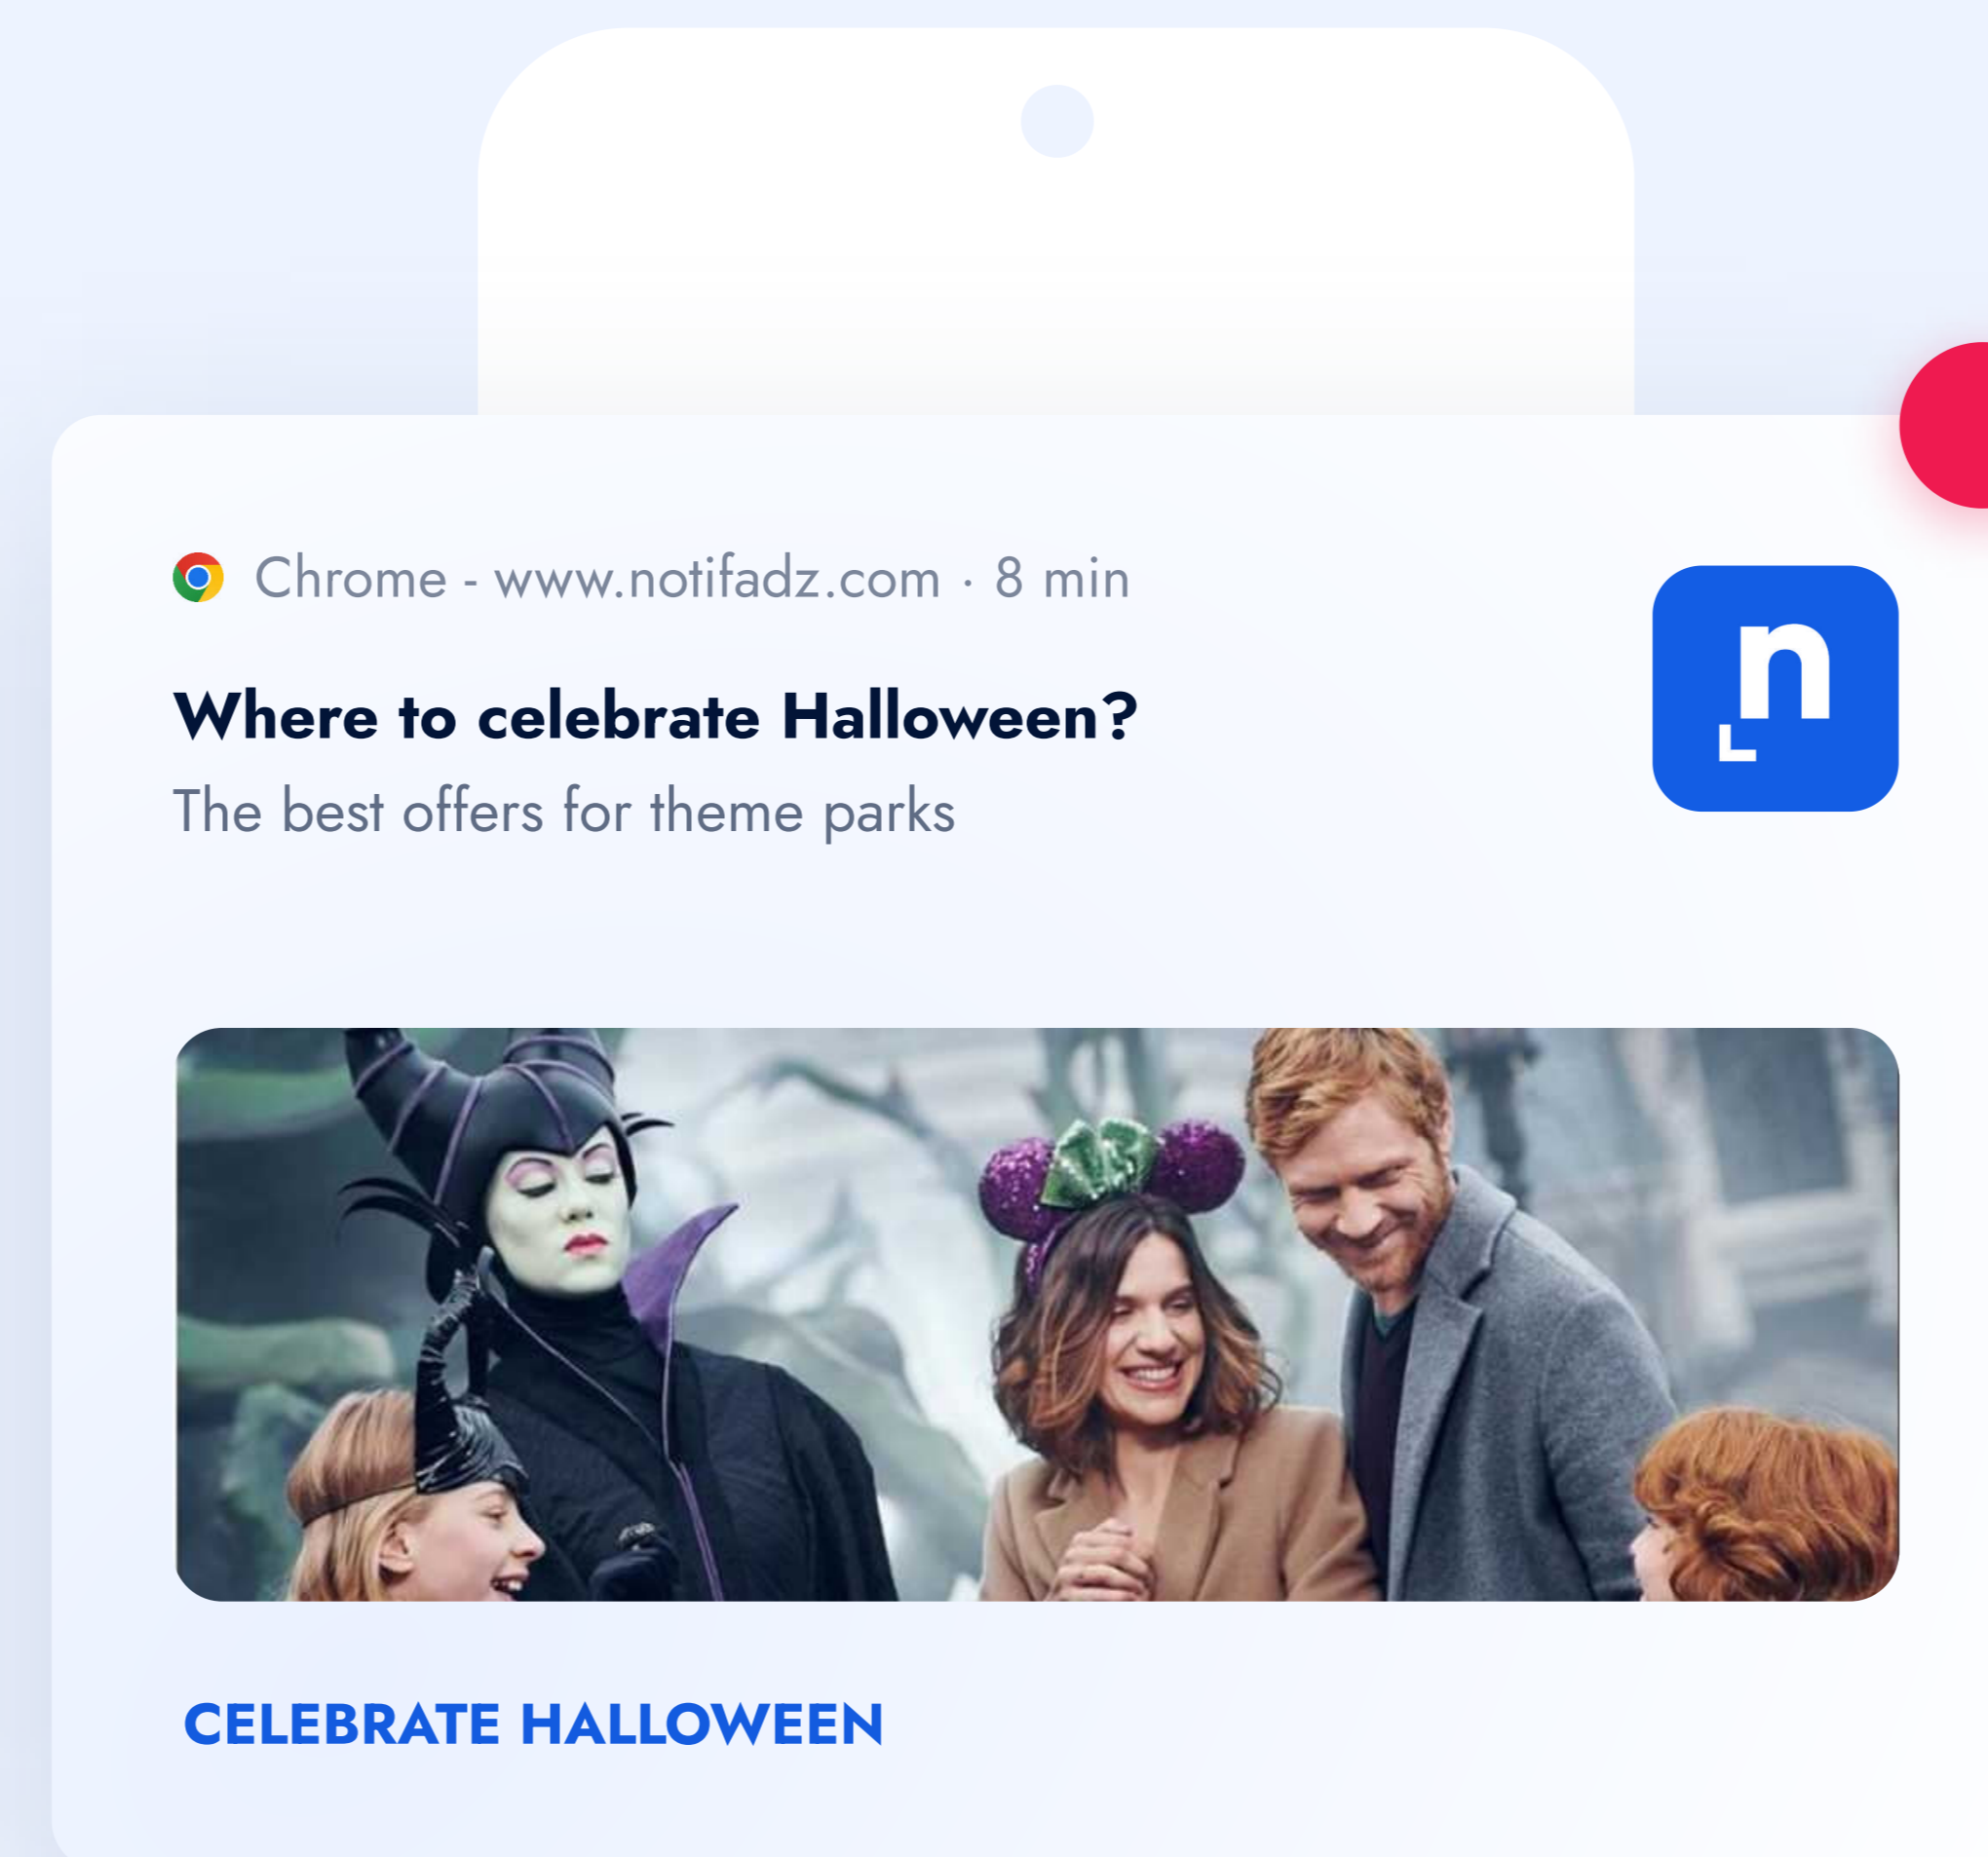 Chrome - www.notifadz.com · 8 min
n
Where to celebrate Halloween?
The best offers for theme parks
CELEBRATE HALLOWEEN